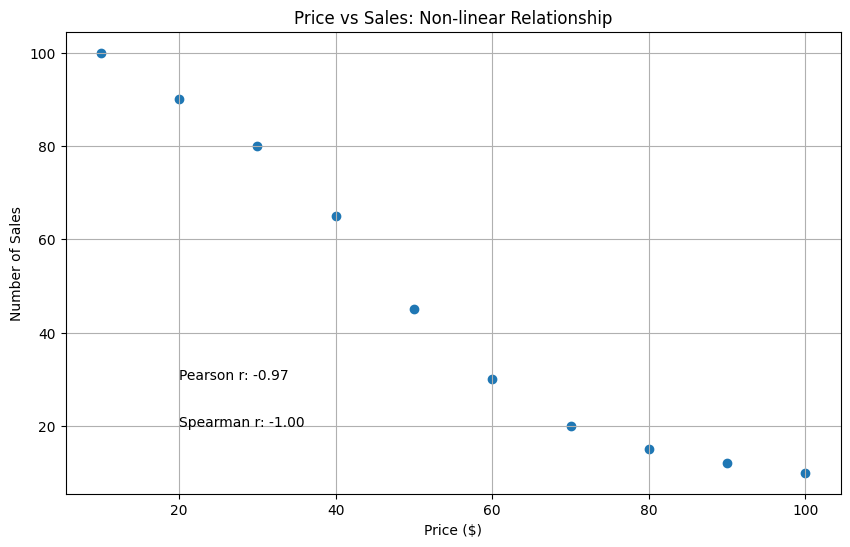 Price vs Sales: Non-linear Relationship
100
80
60
40
20
Number of Sales
Pearson r: -0.97
Spearman r: -1.00
20 40 60 80 100
Price ($)